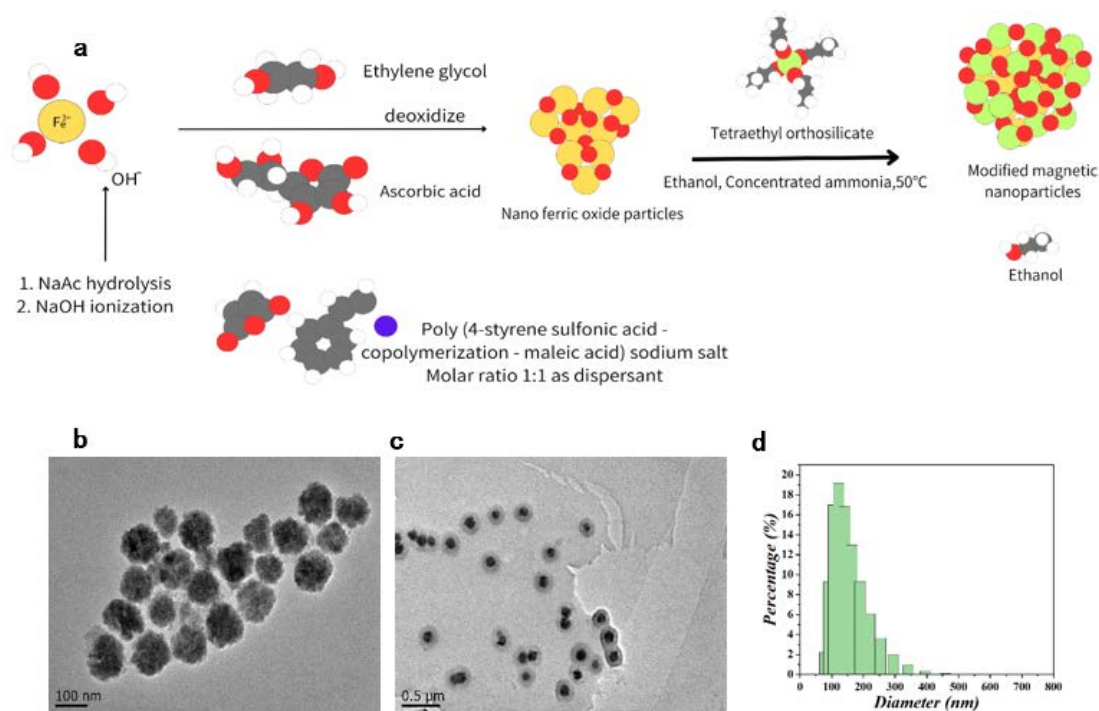 a
Fe
2-
OH⁻
1. NaAc hydrolysis
2. NaOH ionization
Ethylene glycol
deoxidize
Ascorbic acid
Poly (4-styrene sulfonic acid -
copolymerization - maleic acid) sodium salt
Molar ratio 1:1 as dispersant
Nano ferric oxide particles
Tetraethyl orthosilicate
Ethanol, Concentrated ammonia,50℃
Modified magnetic
nanoparticles
Ethanol
b
100 nm
c
0.5 µm
d
Percentage (%)
20
18
16
14
12
10
8
6
4
2
0
0 100 200 300 400 500 600 700 800
Diameter (nm)